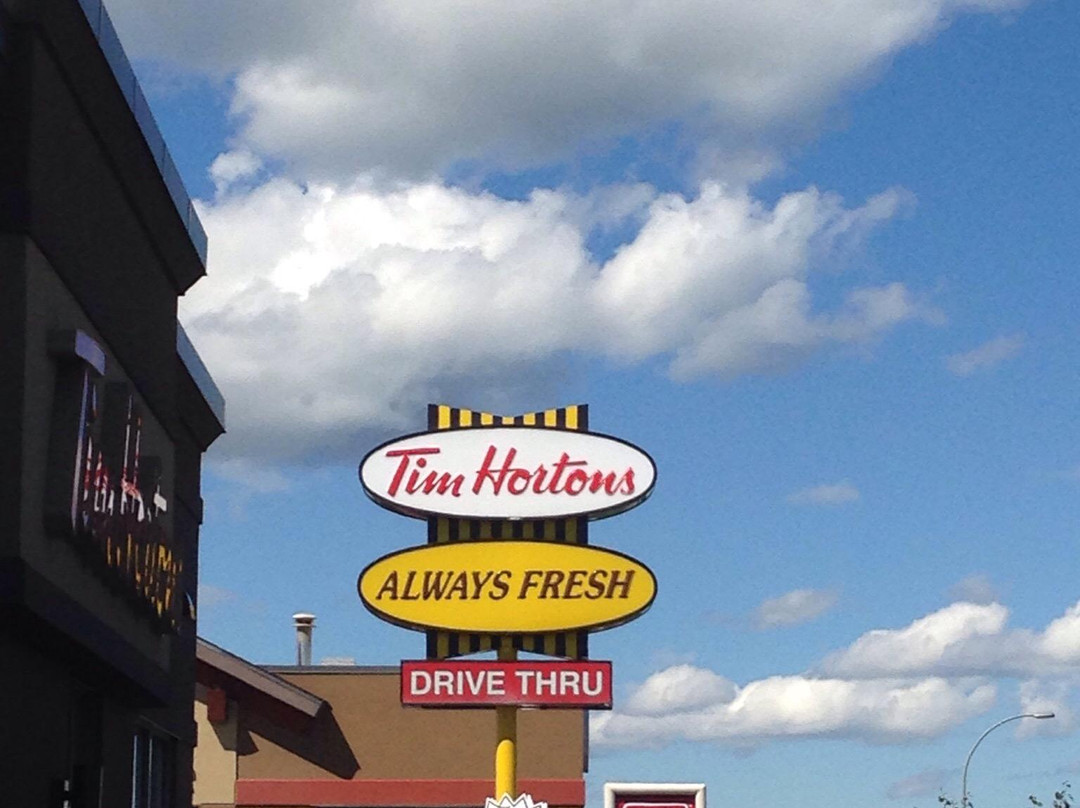 Tim Hortons
ALWAYS FRESH
DRIVE THRU